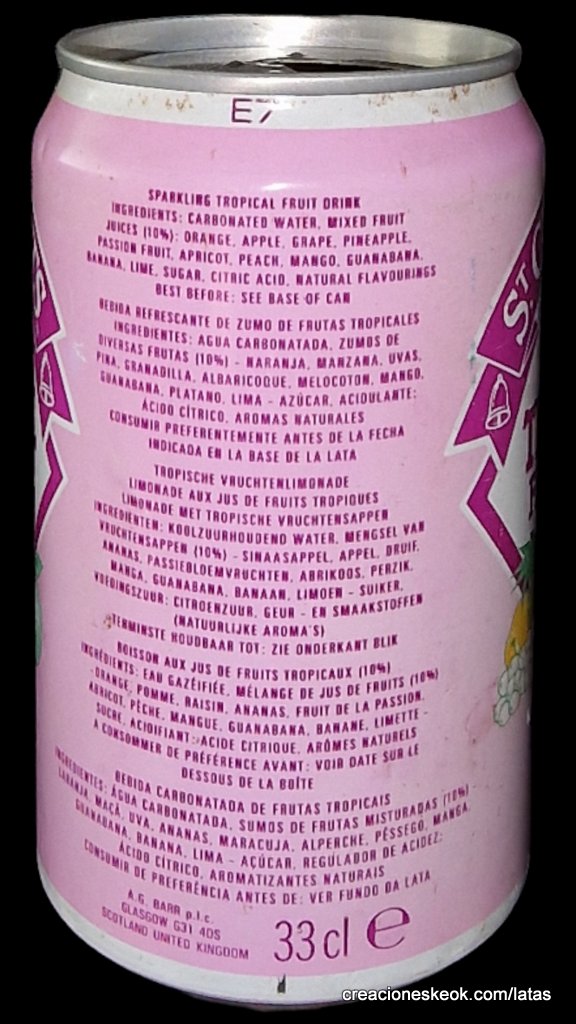 E7
SPARKLING TROPICAL FRUIT DRINK
INGREDIENTS: CARBONATED WATER, MIXED FRUIT
JUICES (10%): ORANGE, APPLE, GRAPE, PINEAPPLE,
PASSION FRUIT, APRICOT, PEACH, MANGO, GUANABANA,
BANANA, LIME, SUGAR, CITRIC ACID, NATURAL FLAVOURINGS
BEST BEFORE: SEE BASE OF CAN
BEBIDA REFRESCANTE DE ZUMO DE FRUTAS TROPICALES
INGREDIENTES: AGUA CARBONATADA, ZUMOS DE
DIVERSAS FRUTAS (10%) - NARANJA, MANZANA, UVAS,
PINA, GRANADILLA, ALBARICOQUE, MELOCOTON, MANGO,
GUANABANA, PLATANO, LIMA - AZÚCAR, ACIDULANTE:
ÁCIDO CÍTRICO, AROMAS NATURALES
CONSUMIR PREFERENTEMENTE ANTES DE LA FECHA
INDICADA EN LA BASE DE LA LATA
TROPISCHE VRUCHTENLIMONADE
LIMONADE AUX JUS DE FRUITS TROPIQUES
LIMONADE MET TROPISCHE VRUCHTENSAPPEN
INGREDIENTEN: KOOLZUURHOUDEND WATER, MENGSEL VAN
VRUCHTENSAPPEN (10%) - SINAASAPPEL, APPEL, DRUIF,
ANANAS, PASSIEBLOEMVRUCHTEN, ABRIKOOS, PERZIK,
MANGA, GUANABANA, BANAAN, LIMOEN - SUIKER,
VOEDINGSZUUR: CITROENZUUR, GEUR - EN SMAAKSTOFFEN
(NATUURLIJKE AROMA'S)
TERMINSTE HOUDBAAR TOT: ZIE ONDERKANT BLIK
BOISSON AUX JUS DE FRUITS TROPICAUX (10%)
INGRÉDIENTS: EAU GAZÉIFIÉE, MÉLANGE DE JUS DE FRUITS (10%)
- ORANGE, POMME, RAISIN, ANANAS, FRUIT DE LA PASSION,
ABRICOT, PÊCHE, MANGUE, GUANABANA, BANANE, LIMETTE -
SUCRE, ACIDIFIANT: ACIDE CITRIQUE, ARÔMES NATURELS
A CONSOMMER DE PRÉFÉRENCE AVANT: VOIR DATE SUR LE
DESSOUS DE LA BOÎTE
BEBIDA CARBONATADA DE FRUTAS TROPICAIS
INGREDIENTES: ÁGUA CARBONATADA, SUMOS DE FRUTAS MISTURADAS (10%) -
LARANJA, MAÇÃ, UVA, ANANAS, MARACUJA, ALPERCHE, PÊSSEGO, MANGA,
GUANABANA, BANANA, LIMA - AÇUCAR, REGULADOR DE ACIDEZ:
ÁCIDO CÍTRICO, AROMATIZANTES NATURAIS
CONSUMIR DE PREFERÊNCIA ANTES DE: VER FUNDO DA LATA
A.G. BARR p.l.c.
GLASGOW G31 4DS
SCOTLAND UNITED KINGDOM
33 cl e
ST.
creacioneskeok.com/latas